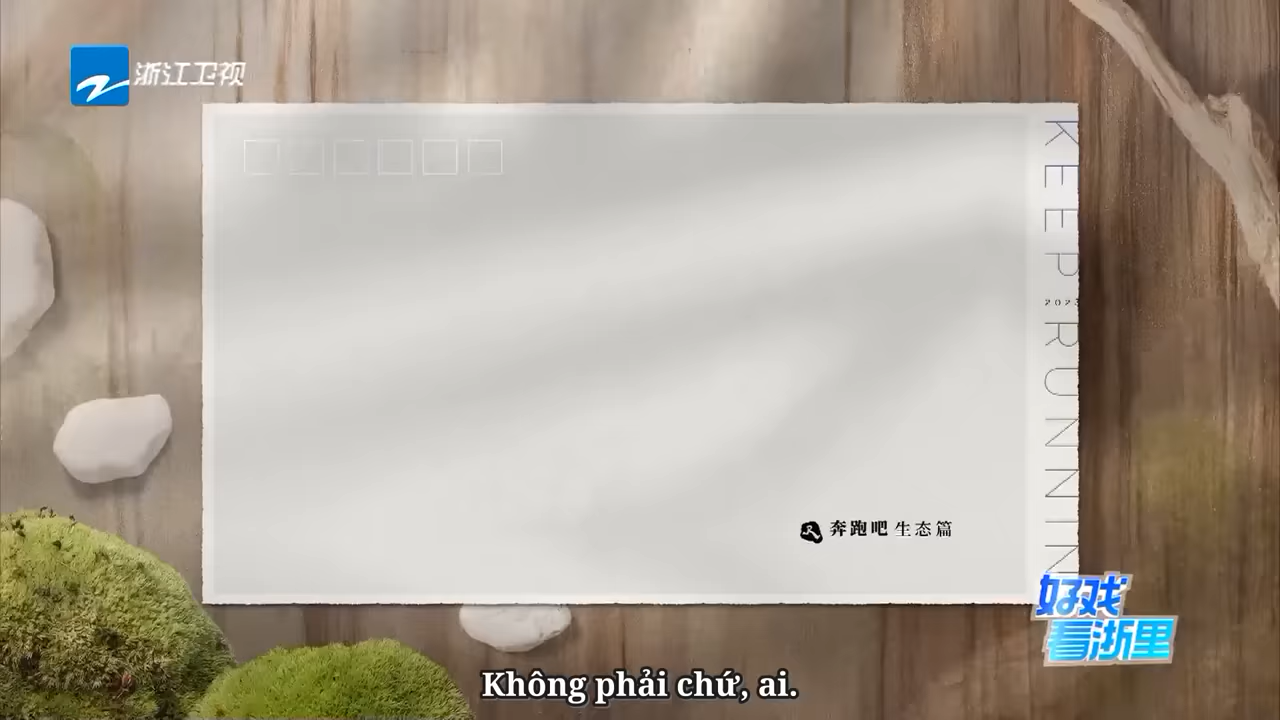 浙江卫视
KEEP
2023
RUNNIN
奔跑吧 生态篇
好戏
看浙里
Không phải chứ, ai.